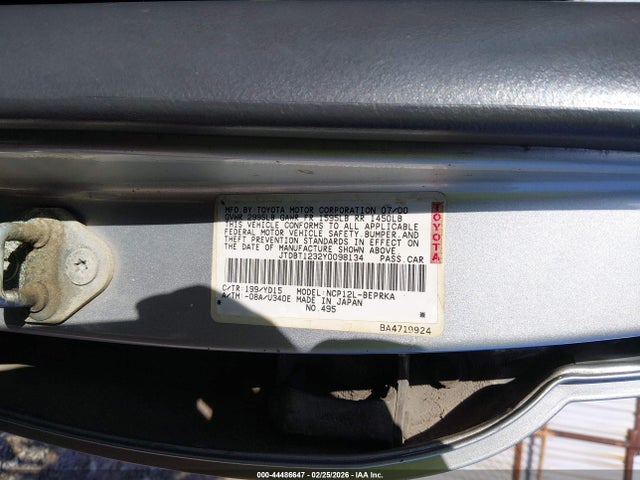 MFD.BY:TOYOTA MOTOR CORPORATION 07/00
GVWR 2995LB GAWR FR 1595LB RR 1450LB
THIS VEHICLE CONFORMS TO ALL APPLICABLE
FEDERAL MOTOR VEHICLE SAFETY,BUMPER,AND
THEFT PREVENTION STANDARDS IN EFFECT ON
THE DATE OF MANUFACTURE SHOWN ABOVE
JTDBT1232Y0098134 PASS CAR
TOYOTA
C/TR:199/YD15 MODEL:NCP12L-BEPRKA
A/TM:-08A/U340E MADE IN JAPAN
NO.495
BA4719924
000-44486647 - 02/25/2026 - IAA Inc.